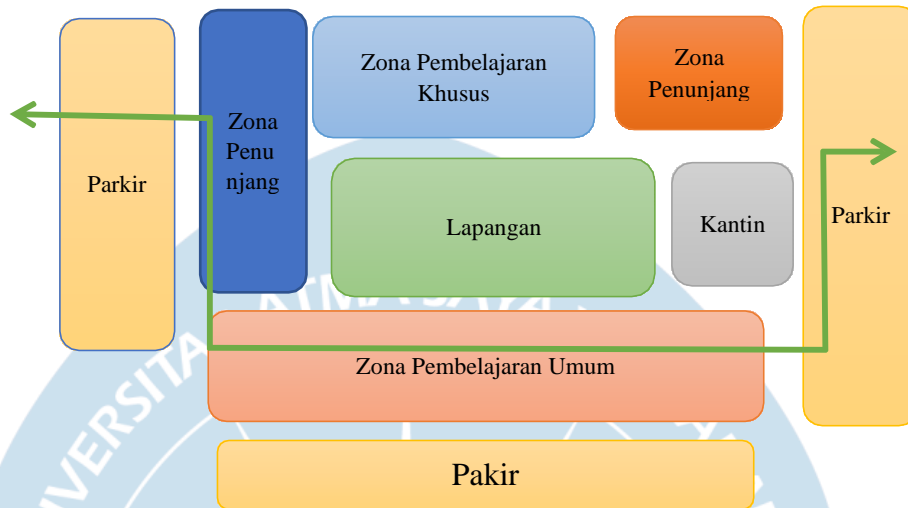 Zona Pembelajaran
Khusus
Zona
Penunjang
Zona
Penu
njang
Parkir
Lapangan
Kantin
Parkir
Zona Pembelajaran Umum
Pakir